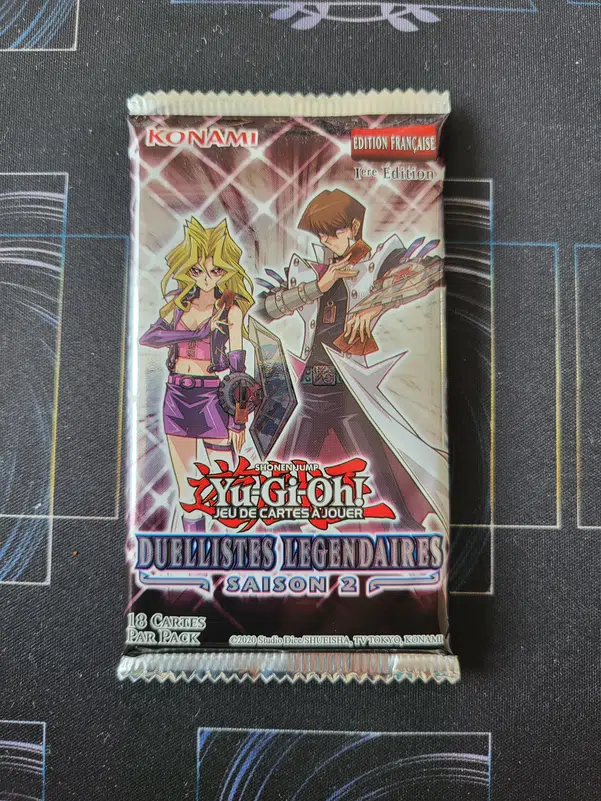 KONAMI
EDITION FRANÇAISE
1ere Edition
SHONEN JUMP
Yu-Gi-Oh!
JEU DE CARTES À JOUER
DUELLISTES LEGENDAIRES
SAISON 2
18 CARTES
PAR PACK
©2020 Studio Dice/SHUEISHA, TV TOKYO, KONAMI